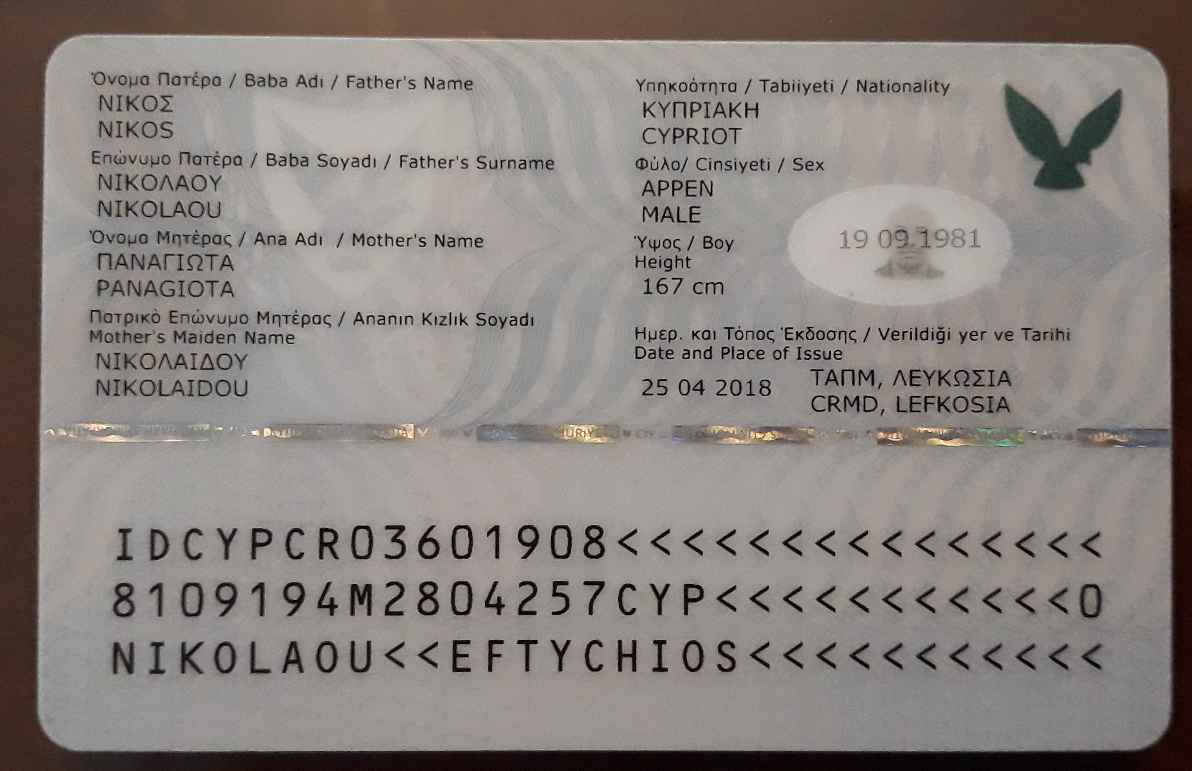 Όνομα Πατέρα / Baba Adı / Father's Name
ΝΙΚΟΣ
NIKOS
Επώνυμο Πατέρα / Baba Soyadı / Father's Surname
ΝΙΚΟΛΑΟΥ
NIKOLAOU
Όνομα Μητέρας / Ana Adı / Mother's Name
ΠΑΝΑΓΙΩΤΑ
PANAGIOTA
Πατρικό Επώνυμο Μητέρας / Ananın Kızlık Soyadı
Mother's Maiden Name
ΝΙΚΟΛΑΙΔΟΥ
NIKOLAIDOU
Υπηκοότητα / Tabiiyeti / Nationality
ΚΥΠΡΙΑΚΗ
CYPRIOT
Φύλο/ Cinsiyeti / Sex
ΑΡΡΕΝ
MALE
Ύψος / Boy
Height
167 cm
19 09 1981
Ημερ. και Τόπος Έκδοσης / Verildiği yer ve Tarihi
Date and Place of Issue
25 04 2018
ΤΑΠΜ, ΛΕΥΚΩΣΙΑ
CRMD, LEFKOSIA
IDCYPCR03601908<<<<<<<<<<<<<<<
8109194M2804257CYP<<<<<<<<<<<0
NIKOLAOU<<EFTYCHIOS<<<<<<<<<<<